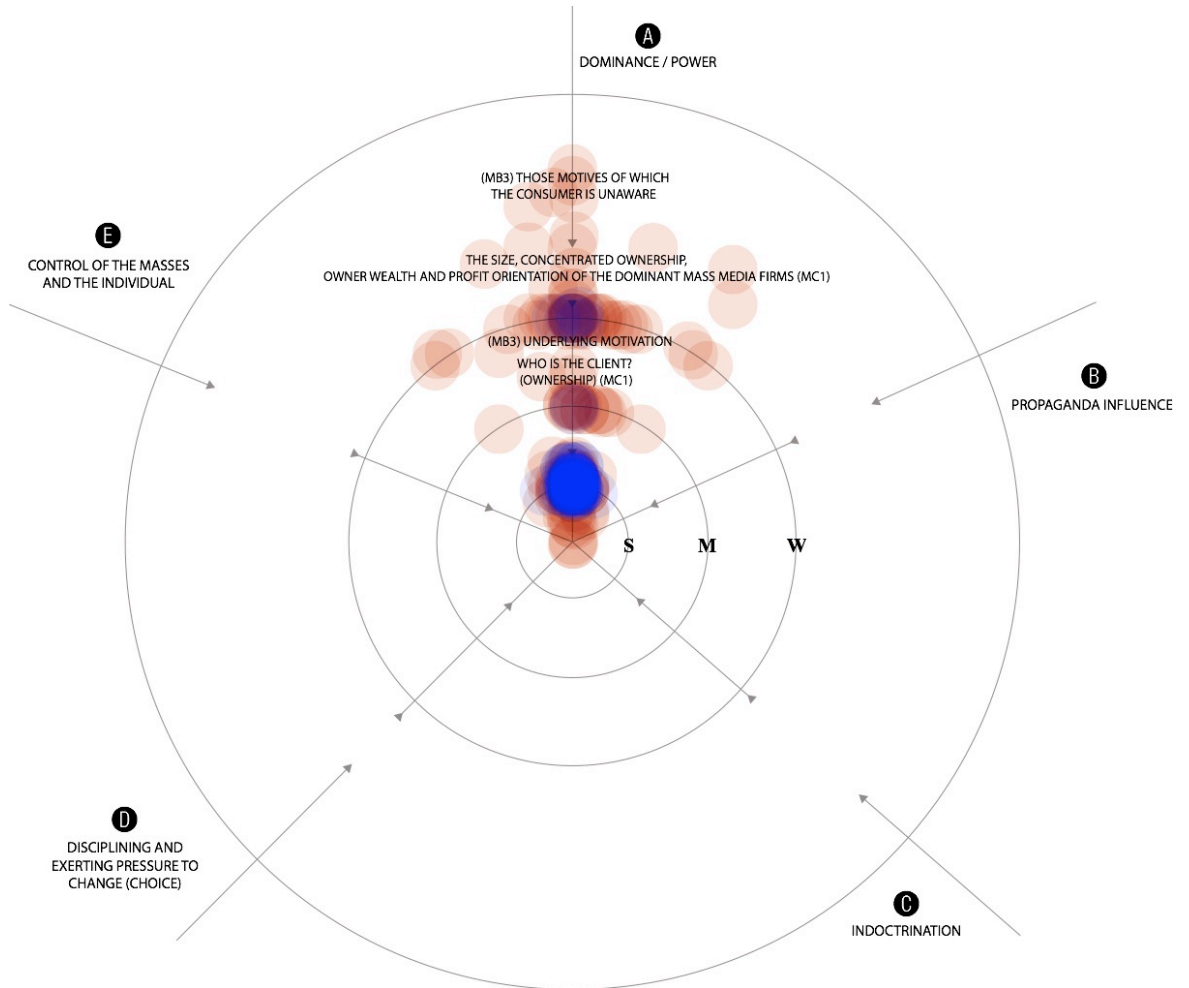 A
DOMINANCE / POWER
(MB3) THOSE MOTIVES OF WHICH
THE CONSUMER IS UNAWARE
E
CONTROL OF THE MASSES
AND THE INDIVIDUAL
THE SIZE, CONCENTRATED OWNERSHIP,
OWNER WEALTH AND PROFIT ORIENTATION OF THE DOMINANT MASS MEDIA FIRMS (MC1)
(MB3) UNDERLYING MOTIVATION
WHO IS THE CLIENT?
(OWNERSHIP) (MC1)
B
PROPAGANDA INFLUENCE
S M W
D
DISCIPLINING AND
EXERTING PRESSURE TO
CHANGE (CHOICE)
C
INDOCTRINATION